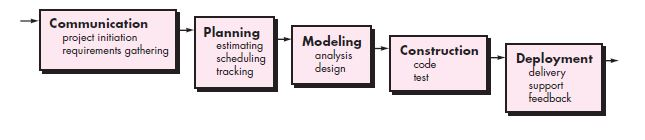 Communication
project initiation
requirements gathering
Planning
estimating
scheduling
tracking
Modeling
analysis
design
Construction
code
test
Deployment
delivery
support
feedback